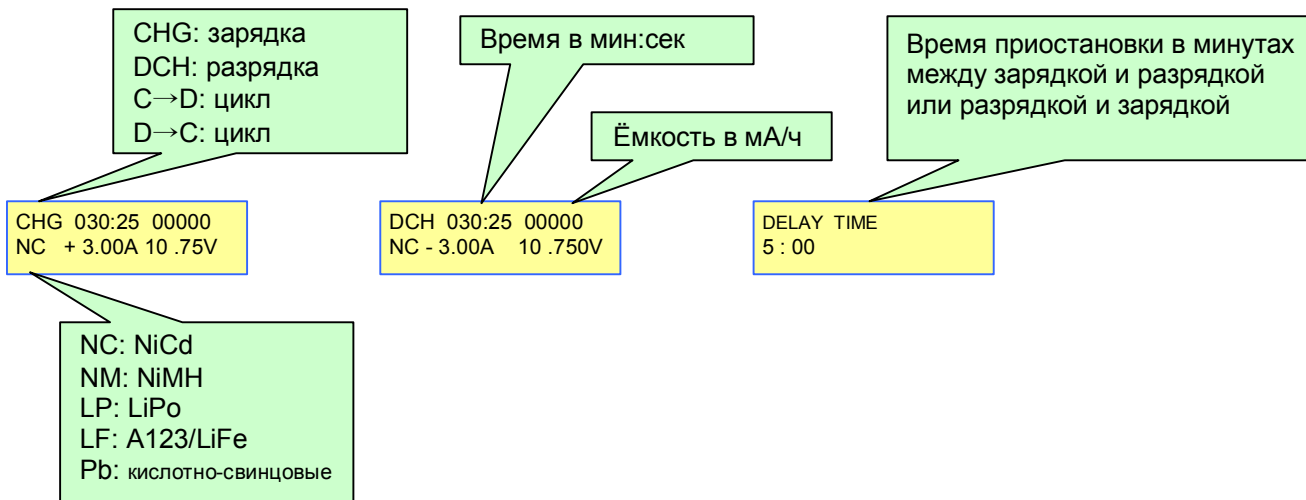 CHG: зарядка
DCH: разрядка
C→D: цикл
D→C: цикл
Время в мин:сек
Ёмкость в мА/ч
Время приостановки в минутах
между зарядкой и разрядкой
или разрядкой и зарядкой
CHG 030:25 00000
NC + 3.00A 10 .75V
DCH 030:25 00000
NC - 3.00A 10 .750V
DELAY TIME
5 : 00
NC: NiCd
NM: NiMH
LP: LiPo
LF: A123/LiFe
Pb: кислотно-свинцовые